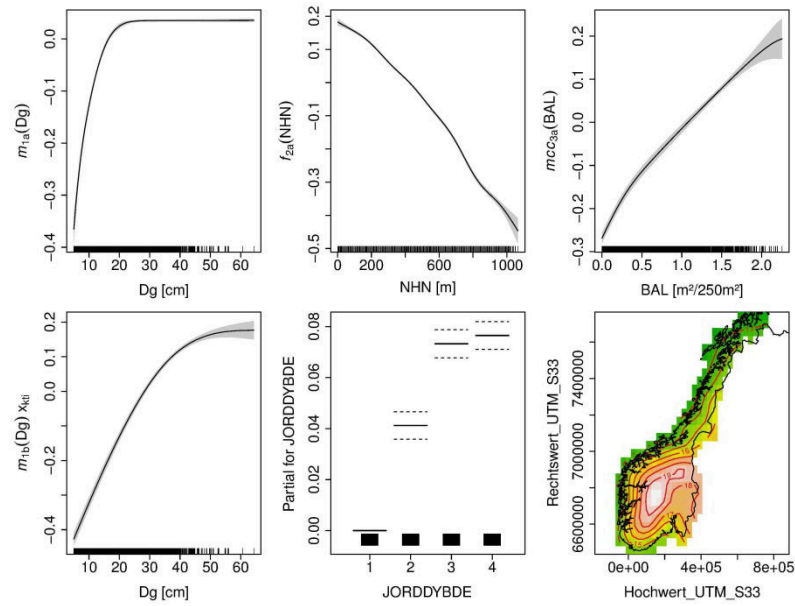 m1a(Dg)
0.0
−0.1
−0.2
−0.3
−0.4
10 20 30 40 50 60
Dg [cm]
f2a(NHN)
0.2
−0.1
−0.3
−0.5
0 200 600 1000
NHN [m]
mcc3a(BAL)
0.2
0.1
0.0
−0.1
−0.2
−0.3
0.0 0.5 1.0 1.5 2.0
BAL [m²/250m²]
m1b(Dg) xkti
0.2
0.1
0.0
−0.2
−0.4
10 20 30 40 50 60
Dg [cm]
Partial for JORDDYBDE
0.08
0.06
0.04
0.02
0.00
1 2 3 4
JORDDYBDE
Rechtswert_UTM_S33
7400000
7000000
6600000
16
19
18
15
0e+00 4e+05 8e+05
Hochwert_UTM_S33